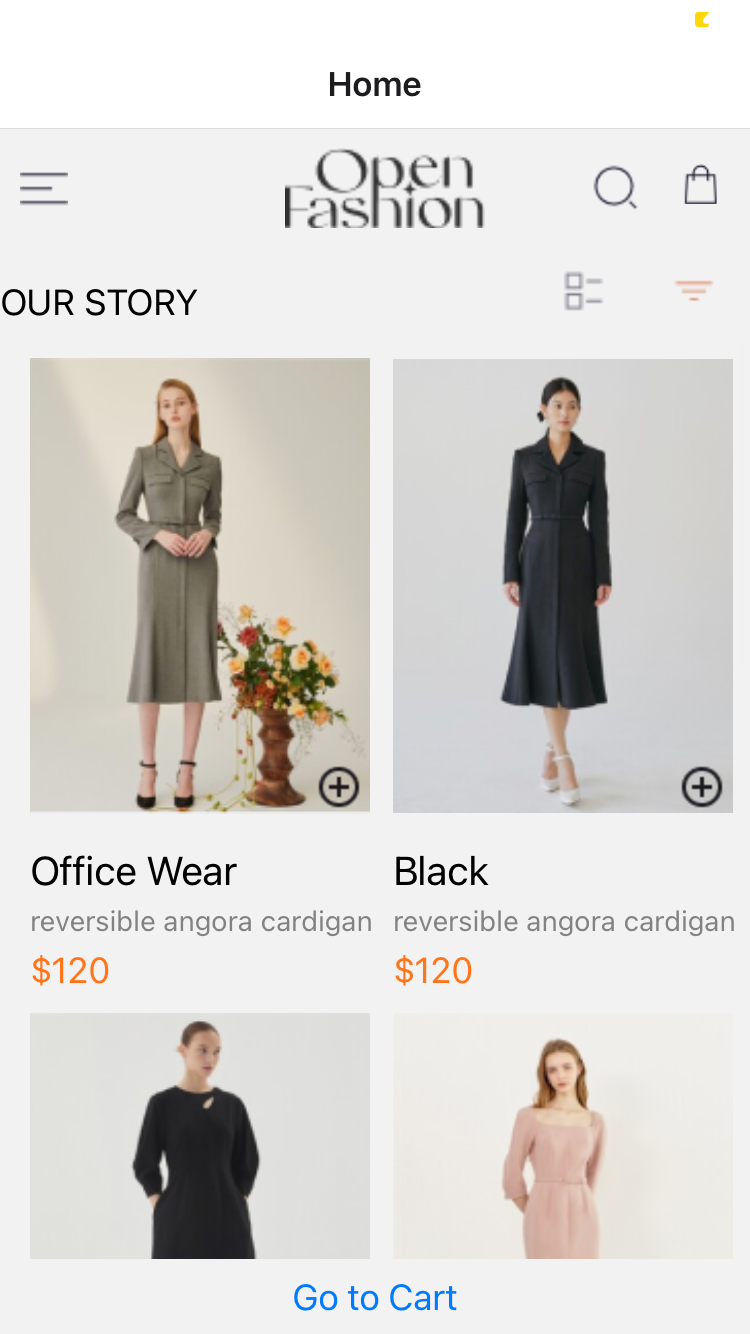 Home
Open
Fashion
OUR STORY
Office Wear
Black
reversible angora cardigan
reversible angora cardigan
$120
$120
Go to Cart